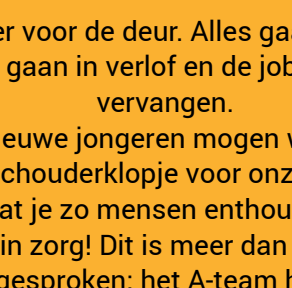 er voor de deur. Alles ga
gaan in verlof en de job
vervangen.
euwe jongeren mogen
chouderklopje voor onz
at je zo mensen enthou
in zorg! Dit is meer dan
gesproken: het A-team h